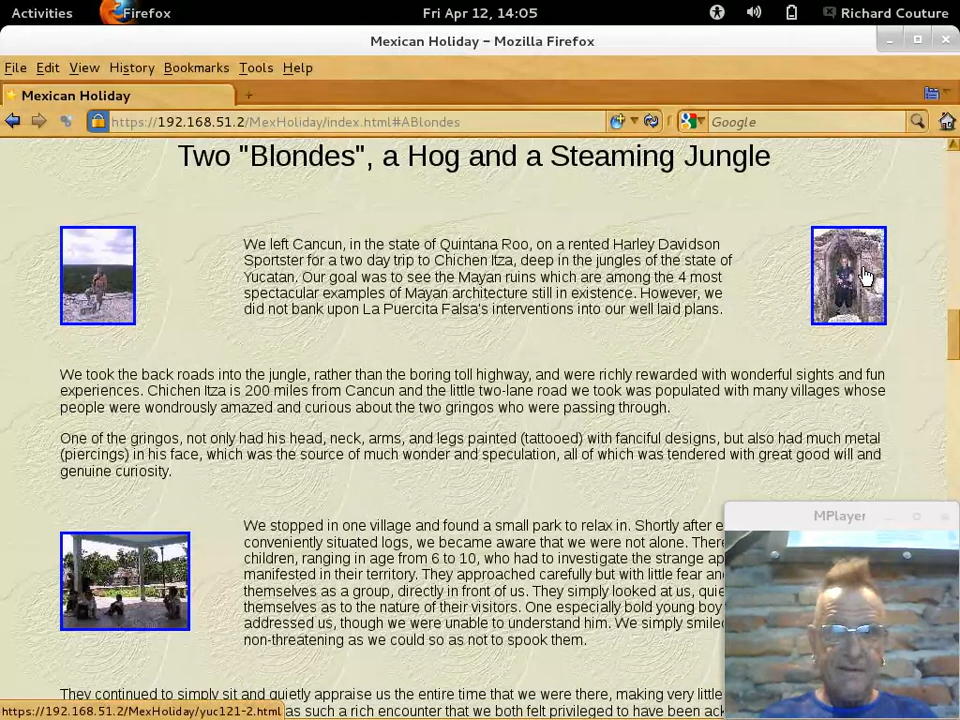 Activities Firefox Fri Apr 12, 14:05 Richard Couture
Mexican Holiday – Mozilla Firefox
File Edit View History Bookmarks Tools Help
Mexican Holiday
https://192.168.51.2/MexHoliday/index.html#ABlondes Google
Two "Blondes", a Hog and a Steaming Jungle
We left Cancun, in the state of Quintana Roo, on a rented Harley Davidson
Sportster for a two day trip to Chichen Itza, deep in the jungles of the state of
Yucatan. Our goal was to see the Mayan ruins which are among the 4 most
spectacular examples of Mayan architecture still in existence. However, we
did not bank upon La Puercita Falsa's interventions into our well laid plans.
We took the back roads into the jungle, rather than the boring toll highway, and were richly rewarded with wonderful sights and fun
experiences. Chichen Itza is 200 miles from Cancun and the little two-lane road we took was populated with many villages whose
people were wondrously amazed and curious about the two gringos who were passing through.
One of the gringos, not only had his head, neck, arms, and legs painted (tattooed) with fanciful designs, but also had much metal
(piercings) in his face, which was the source of much wonder and speculation, all of which was tendered with great good will and
genuine curiosity.
We stopped in one village and found a small park to relax in. Shortly after
conveniently situated logs, we became aware that we were not alone.
children, ranging in age from 6 to 10, who had to investigate the strange
manifested in their territory. They approached carefully but with little fear
themselves as a group, directly in front of us. They simply looked at us,
themselves as to the nature of their visitors. One especially bold young boy
addressed us, though we were unable to understand him. We simply
non-threatening as we could so as not to spook them.
They continued to simply sit and quietly appraise us the entire time that we were there, making very little
as such a rich encounter that we both felt privileged to have been
https://192.168.51.2/MexHoliday/yuc121-2.html
MPlayer